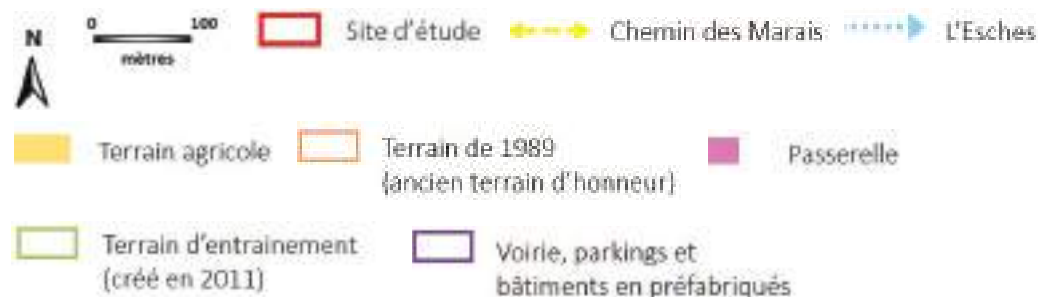 N 0 100 Site d'étude Chemin des Marais L'Esches
mètres
Terrain agricole Terrain de 1989 Passerelle
(ancien terrain d'honneur)
Terrain d'entrainement Voirie, parkings et
(créé en 2011) bâtiments en préfabriqués